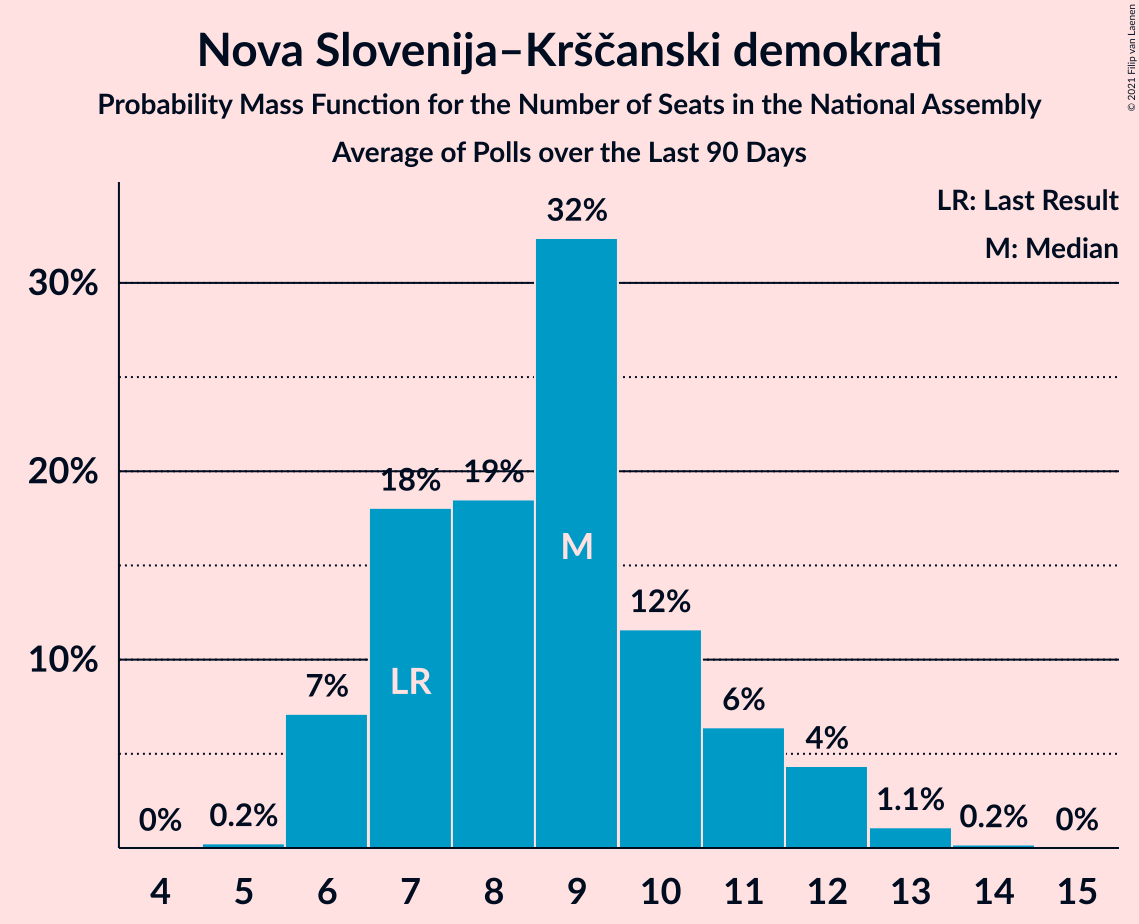 Nova Slovenija–Krščanski demokrati
Probability Mass Function for the Number of Seats in the National Assembly
Average of Polls over the Last 90 Days
© 2021 Filip van Laenen
LR: Last Result
M: Median
30%
20%
10%
0%
0.2%
7%
18%
19%
32%
12%
6%
4%
1.1%
0.2%
0%
LR
M
4 5 6 7 8 9 10 11 12 13 14 15